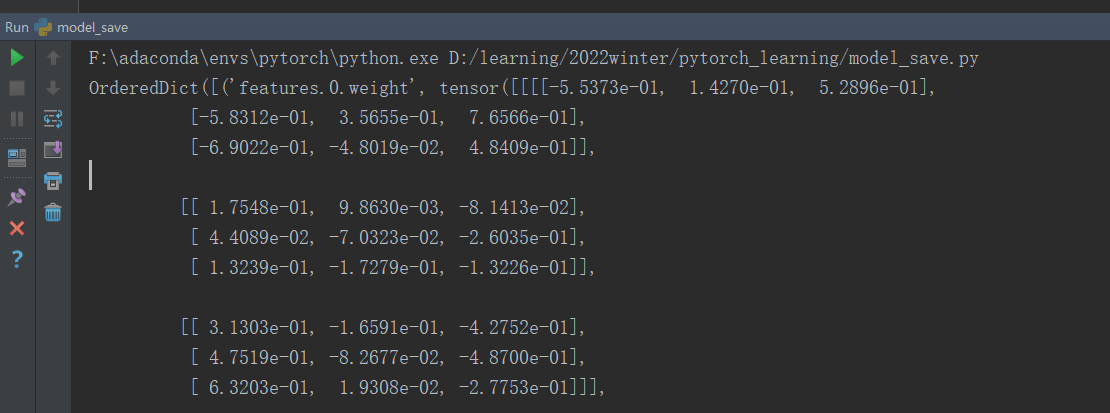 Run model_save
F:\adaconda\envs\pytorch\python.exe D:/learning/2022winter/pytorch_learning/model_save.py
OrderedDict([('features.0.weight', tensor([[[[-5.5373e-01,  1.4270e-01,  5.2896e-01],
[-5.8312e-01,  3.5655e-01,  7.6566e-01],
[-6.9022e-01, -4.8019e-02,  4.8409e-01]],
[[ 1.7548e-01,  9.8630e-03, -8.1413e-02],
[ 4.4089e-02, -7.0323e-02, -2.6035e-01],
[ 1.3239e-01, -1.7279e-01, -1.3226e-01]],
[[ 3.1303e-01, -1.6591e-01, -4.2752e-01],
[ 4.7519e-01, -8.2677e-02, -4.8700e-01],
[ 6.3203e-01,  1.9308e-02, -2.7753e-01]]],